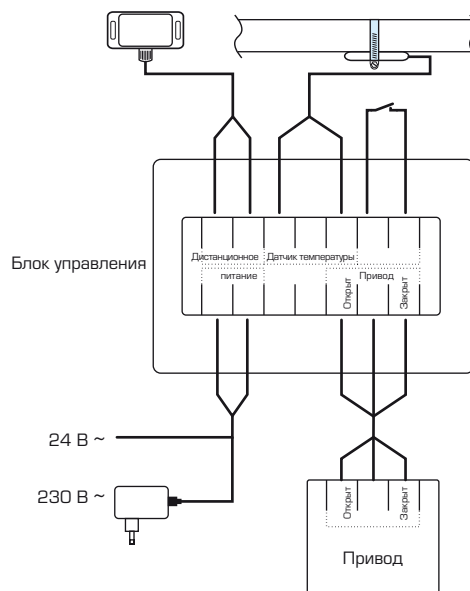 Дистанционное
Датчик температуры
Блок управления
питание
Привод
Открыт
Закрыт
24 В ~
230 В ~
Открыт
Закрыт
Привод